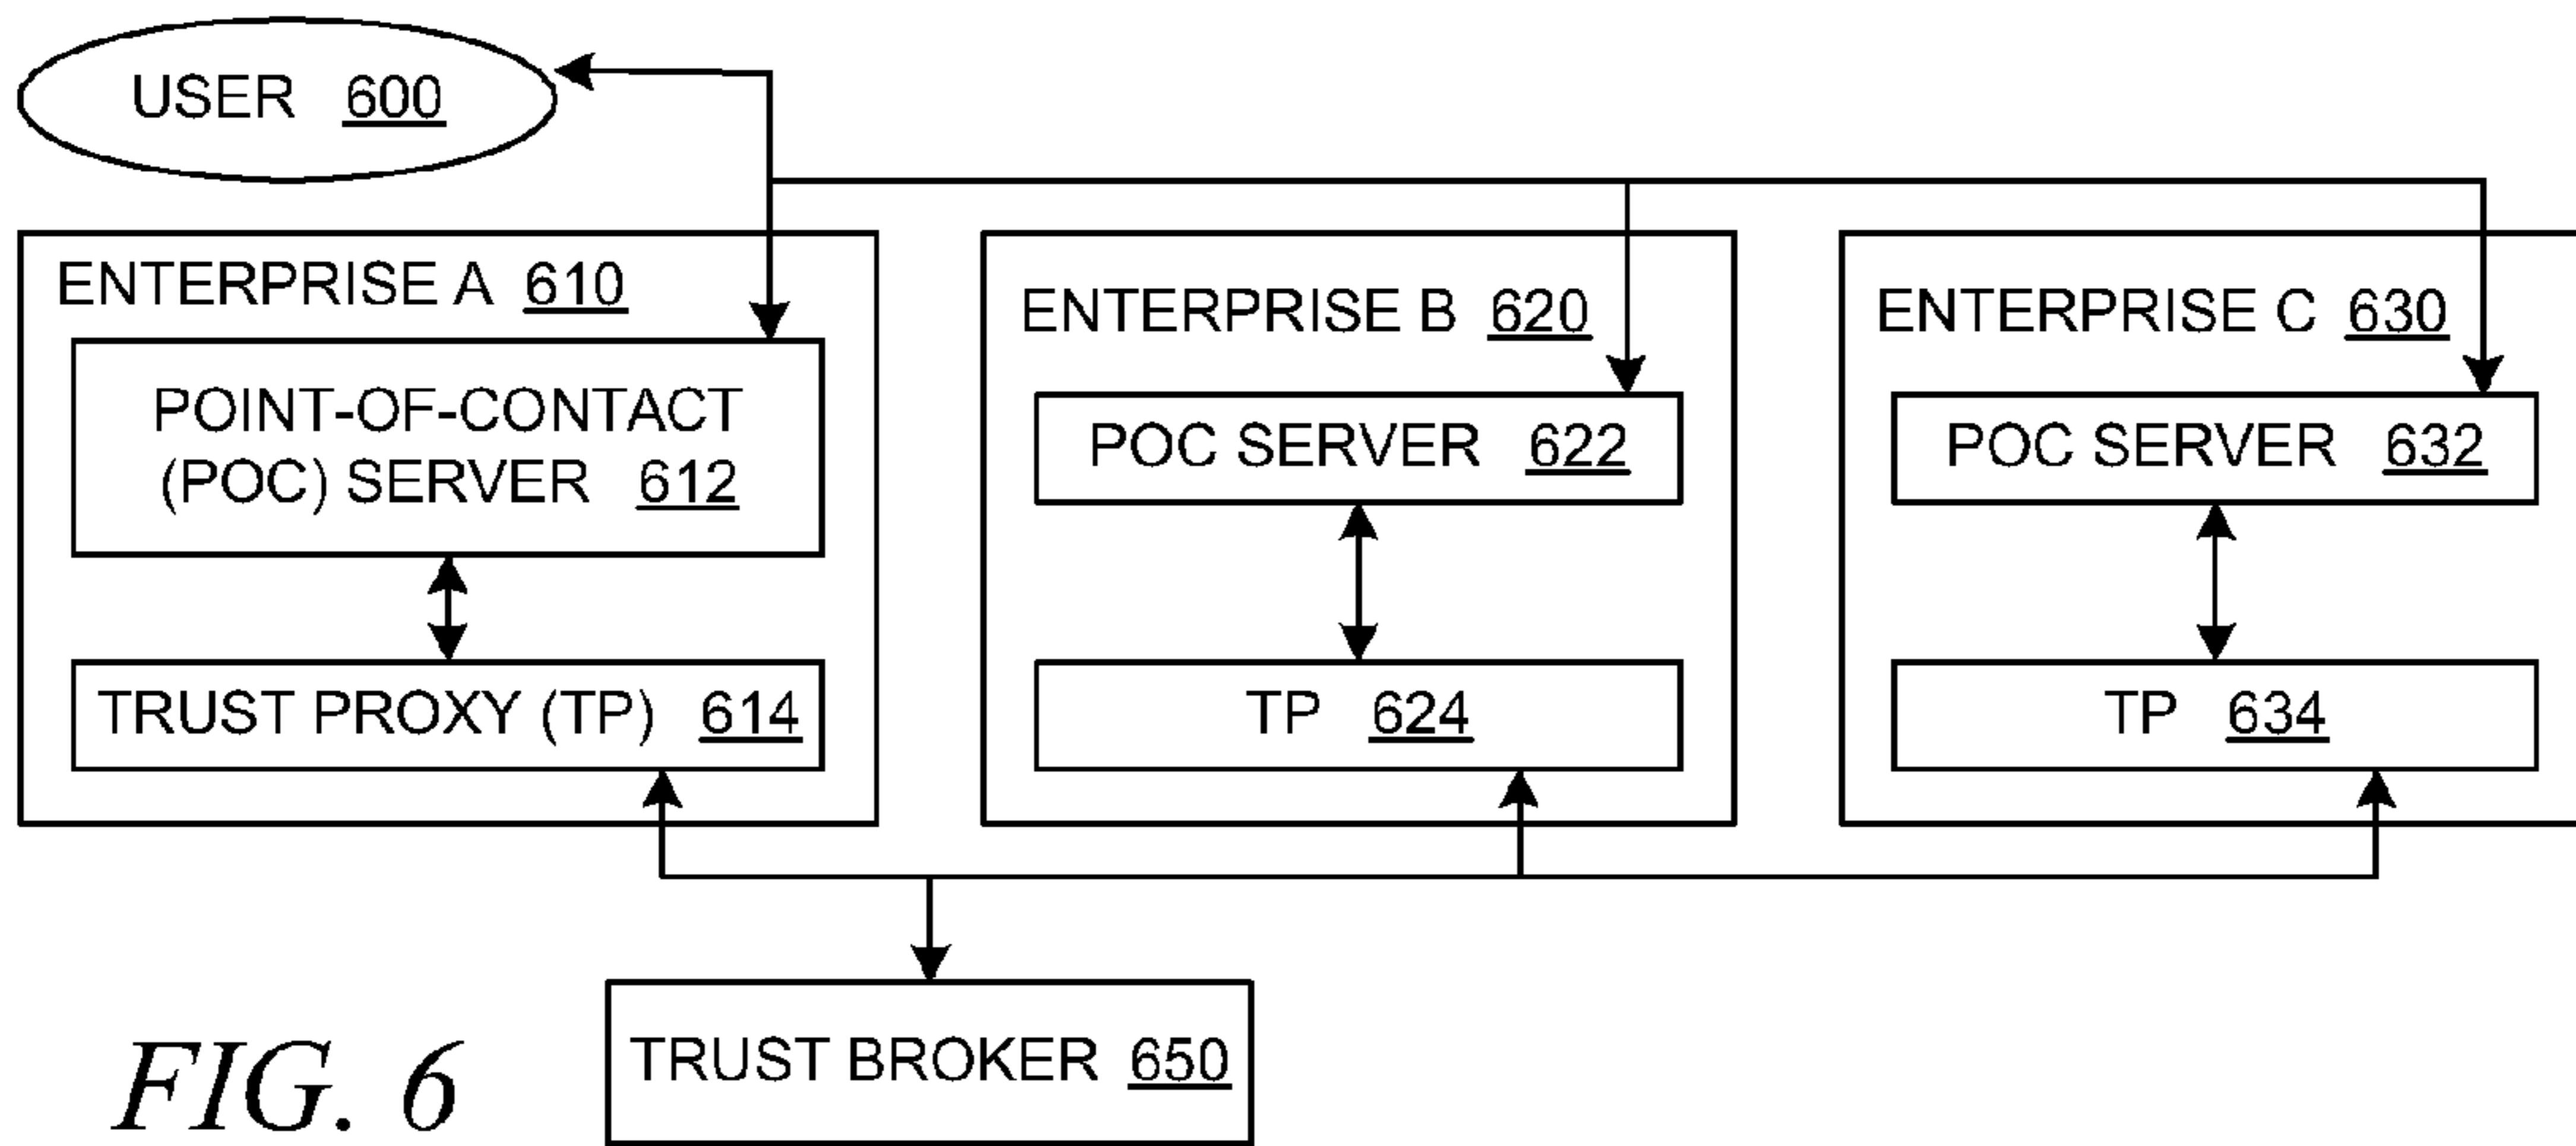 USER 600
ENTERPRISE A 610
POINT-OF-CONTACT
(POC) SERVER 612
TRUST PROXY (TP) 614
ENTERPRISE B 620
POC SERVER 622
TP 624
ENTERPRISE C 630
POC SERVER 632
TP 634
TRUST BROKER 650
FIG. 6